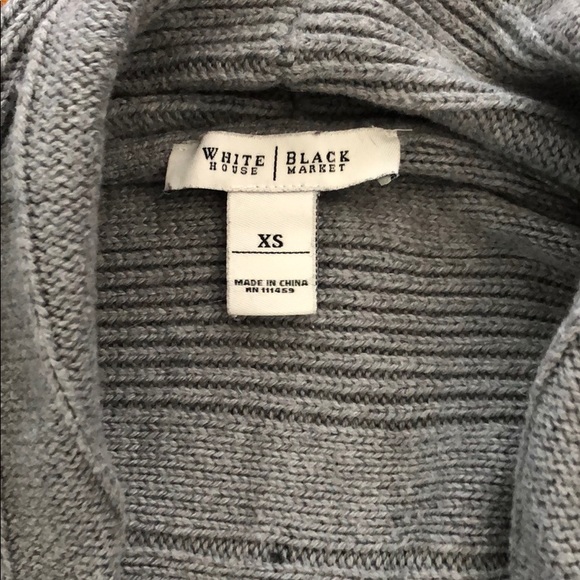 WHITE HOUSE | BLACK MARKET
XS
MADE IN CHINA
RN 111459